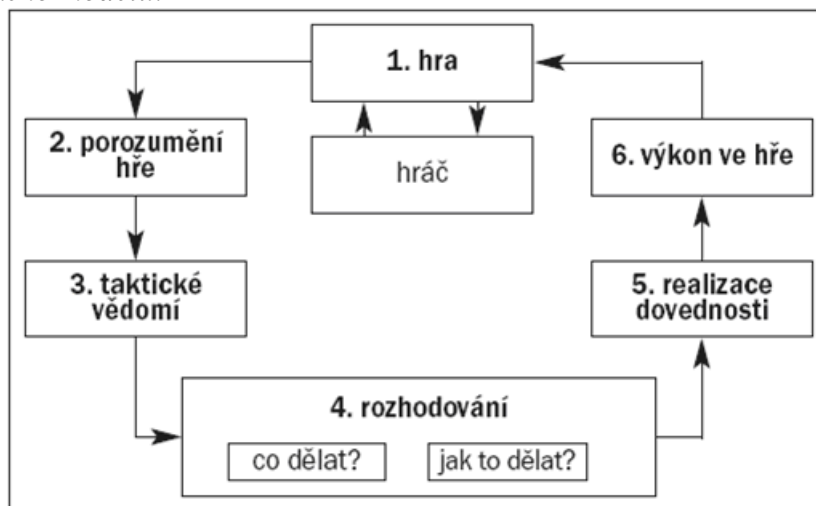 1. hra
hráč
2. porozumění
hře
3. taktické
vědomí
4. rozhodování
co dělat?
jak to dělat?
5. realizace
dovednosti
6. výkon ve hře